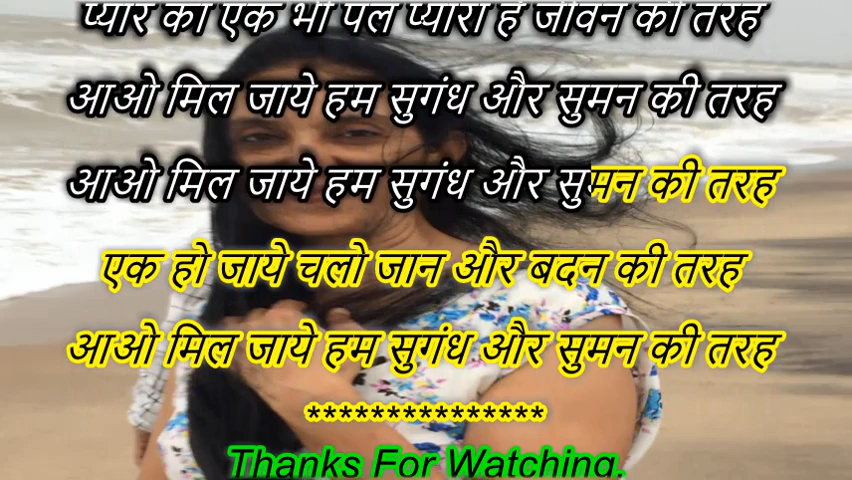 प्यार का एक भी पल प्यारा है जीवन की तरह
आओ मिल जाये हम सुगंध और सुमन की तरह
आओ मिल जाये हम सुगंध और सुमन की तरह
एक हो जाये चलो जान और बदन की तरह
आओ मिल जाये हम सुगंध और सुमन की तरह
***************
Thanks For Watching.